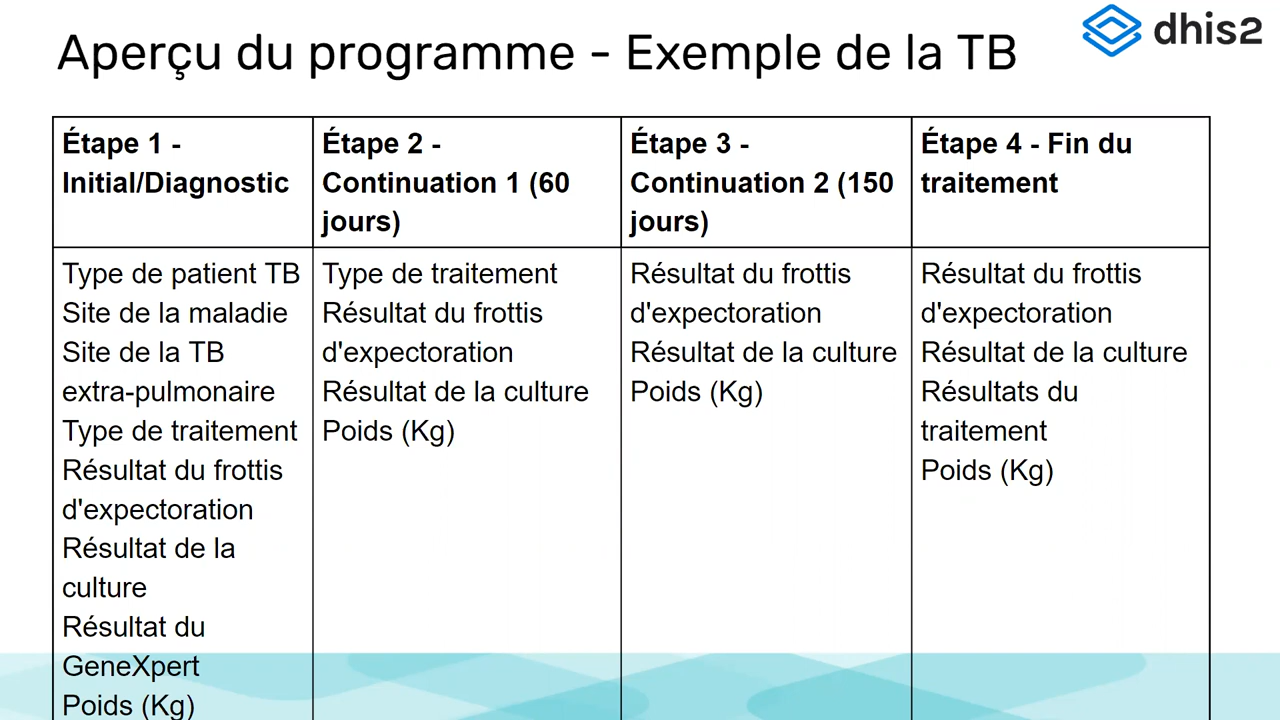 dhis2
Aperçu du programme - Exemple de la TB
Étape 1 -
Initial/Diagnostic
Étape 2 -
Continuation 1 (60
jours)
Étape 3 -
Continuation 2 (150
jours)
Étape 4 - Fin du
traitement
Type de patient TB
Site de la maladie
Site de la TB
extra-pulmonaire
Type de traitement
Résultat du frottis
d'expectoration
Résultat de la
culture
Résultat du
GeneXpert
Poids (Kg)
Type de traitement
Résultat du frottis
d'expectoration
Résultat de la culture
Poids (Kg)
Résultat du frottis
d'expectoration
Résultat de la culture
Poids (Kg)
Résultat du frottis
d'expectoration
Résultat de la culture
Résultats du
traitement
Poids (Kg)